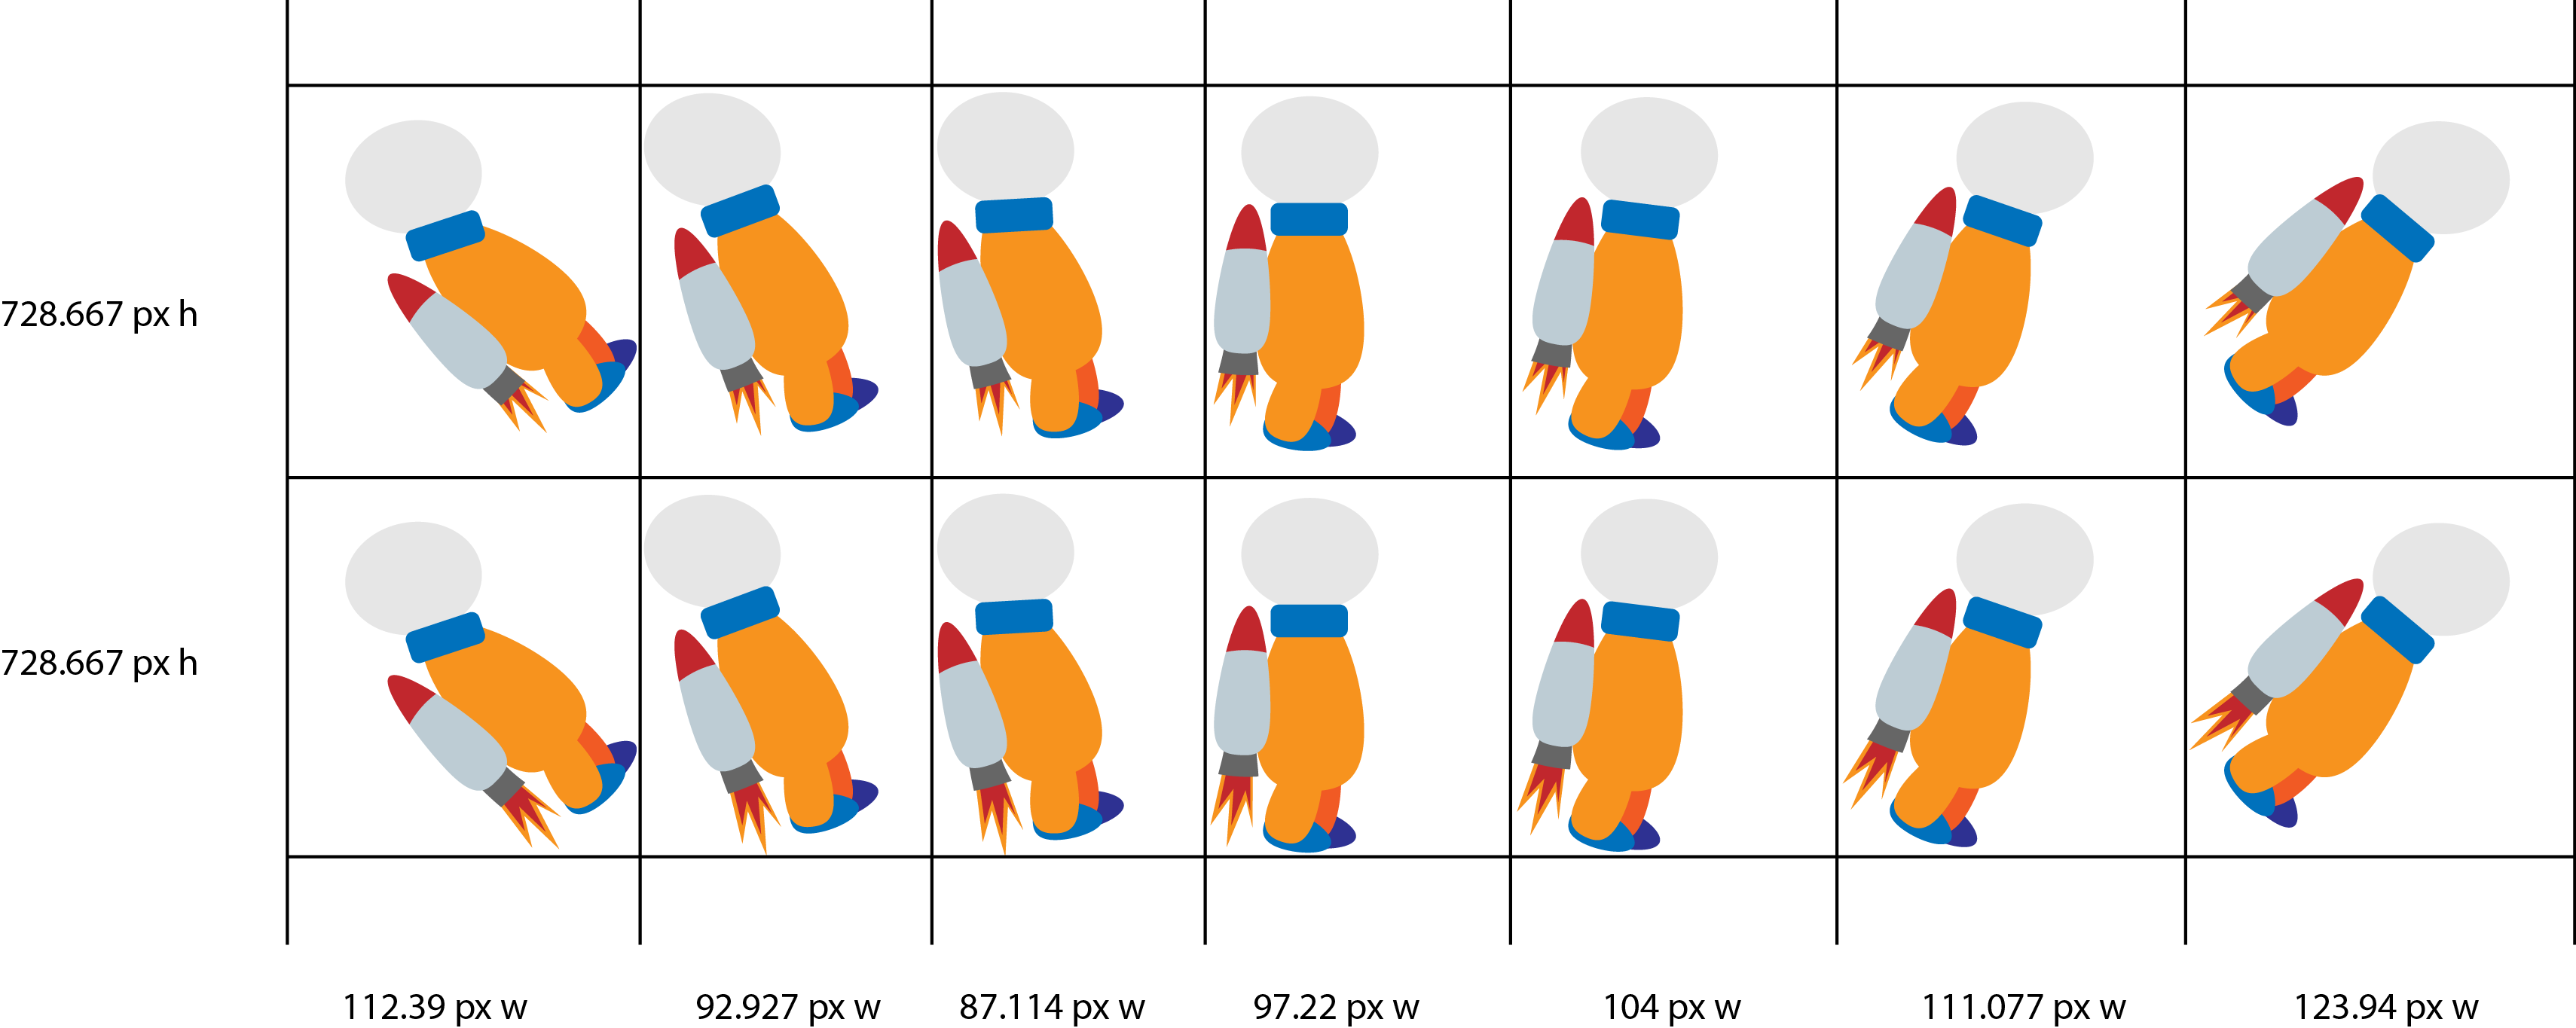 728.667 px h
728.667 px h
112.39 px w
92.927 px w
87.114 px w
97.22 px w
104 px w
111.077 px w
123.94 px w